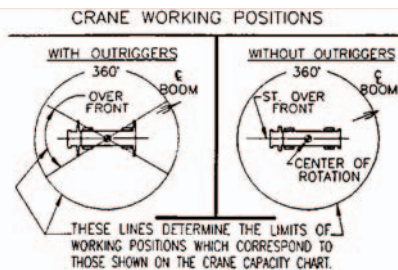 CRANE WORKING POSITIONS
WITH OUTRIGGERS
360°
℄
BOOM
OVER
FRONT
WITHOUT OUTRIGGERS
360°
℄
BOOM
ST. OVER
FRONT
CENTER OF
ROTATION
THESE LINES DETERMINE THE LIMITS OF
WORKING POSITIONS WHICH CORRESPOND TO
THOSE SHOWN ON THE CRANE CAPACITY CHART.